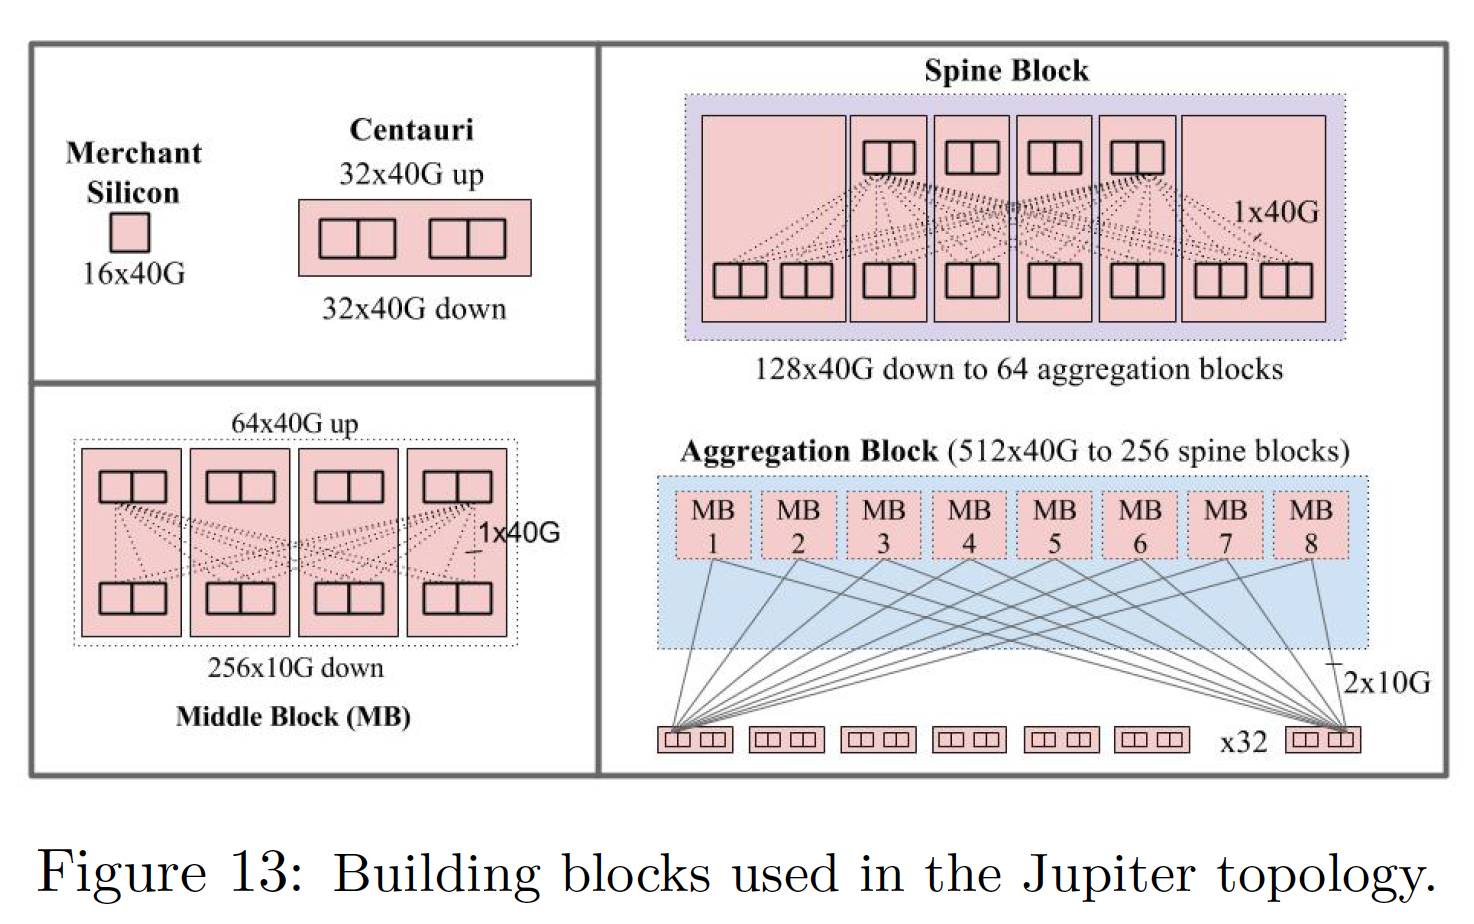 Merchant
Silicon
16x40G
Centauri
32x40G up
32x40G down
64x40G up
1x40G
256x10G down
Middle Block (MB)
Spine Block
1x40G
128x40G down to 64 aggregation blocks
Aggregation Block (512x40G to 256 spine blocks)
MB MB MB MB MB MB MB MB
1 2 3 4 5 6 7 8
2x10G
x32
Figure 13: Building blocks used in the Jupiter topology.